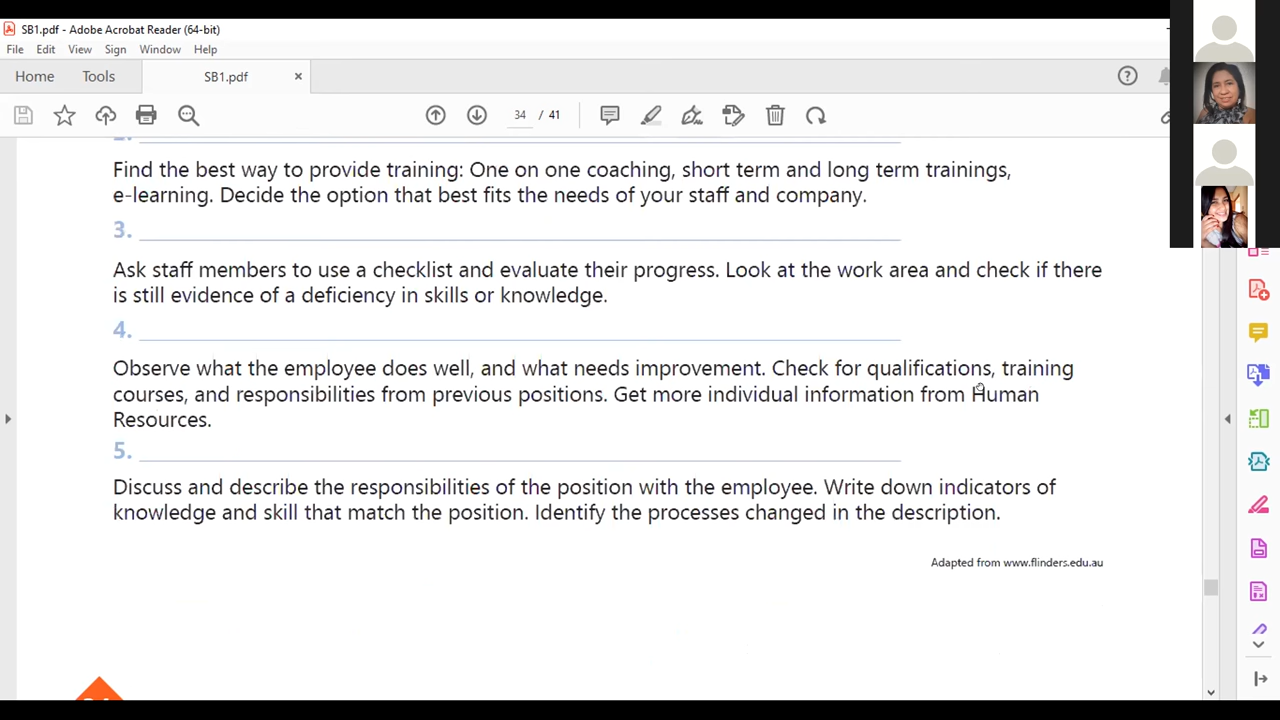 SB1.pdf - Adobe Acrobat Reader (64-bit)
File Edit View Sign Window Help
Home Tools SB1.pdf ×
34 / 41
2.
Find the best way to provide training: One on one coaching, short term and long term trainings,
e-learning. Decide the option that best fits the needs of your staff and company.
3.
Ask staff members to use a checklist and evaluate their progress. Look at the work area and check if there
is still evidence of a deficiency in skills or knowledge.
4.
Observe what the employee does well, and what needs improvement. Check for qualifications, training
courses, and responsibilities from previous positions. Get more individual information from Human
Resources.
5.
Discuss and describe the responsibilities of the position with the employee. Write down indicators of
knowledge and skill that match the position. Identify the processes changed in the description.
Adapted from www.flinders.edu.au